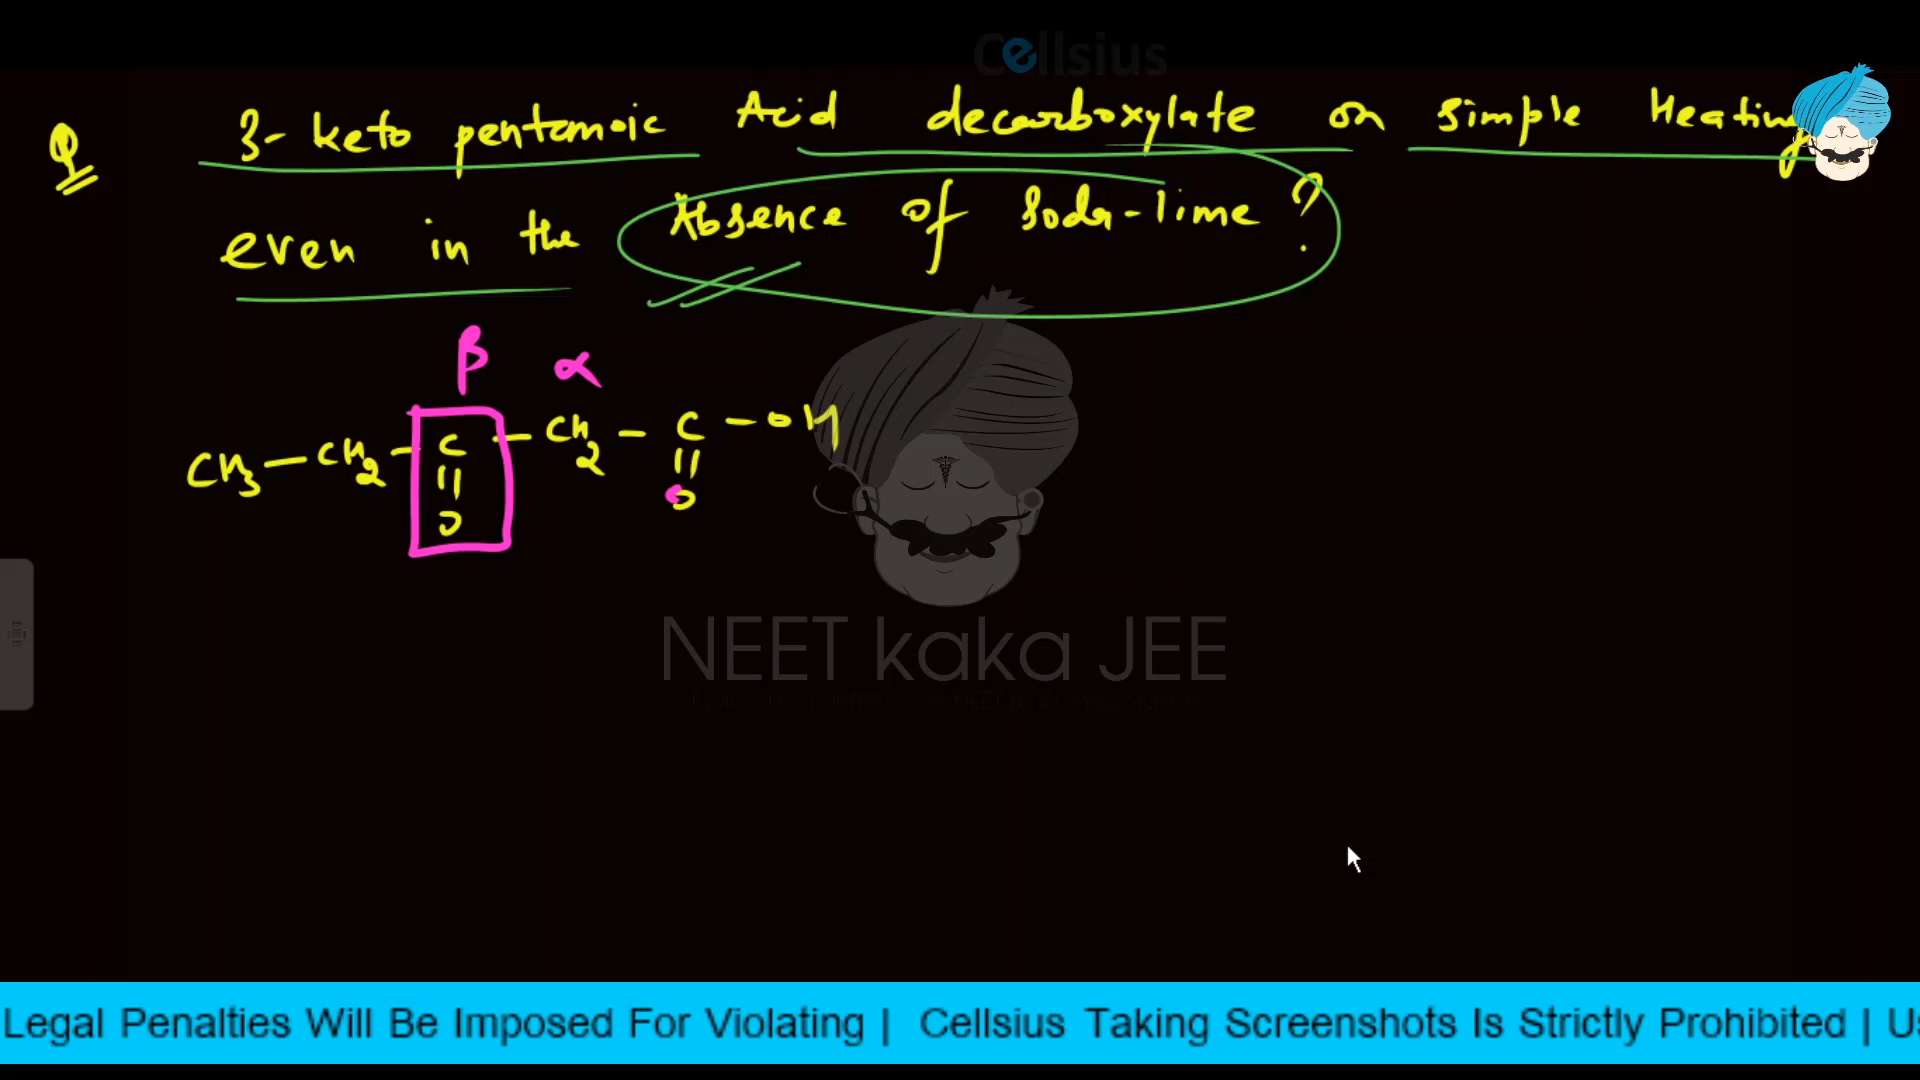 Cellsius
Q 3-keto pentanoic Acid decarboxylate on simple Heating
even in the Absence of Soda-lime ?
β α
CH3 — CH2 — C — CH2 — C — OH
|| ||
O O
NEET kaka JEE
Legal Penalties Will Be Imposed For Violating | Cellsius Taking Screenshots Is Strictly Prohibited | Us